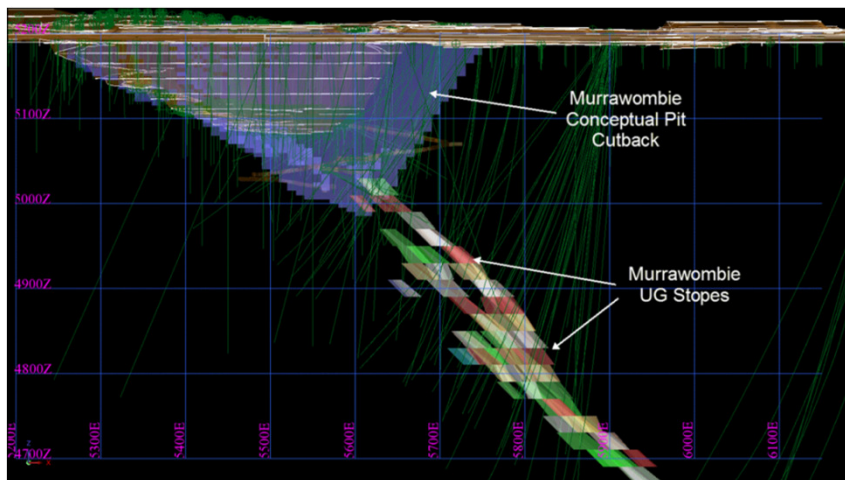 5100Z
Murrawombie
Conceptual Pit
Cutback
5000Z
4900Z
Murrawombie
UG Stopes
4800Z
4700Z
5300E
5400E
5500E
5600E
5700E
5800E
6000E
6100E